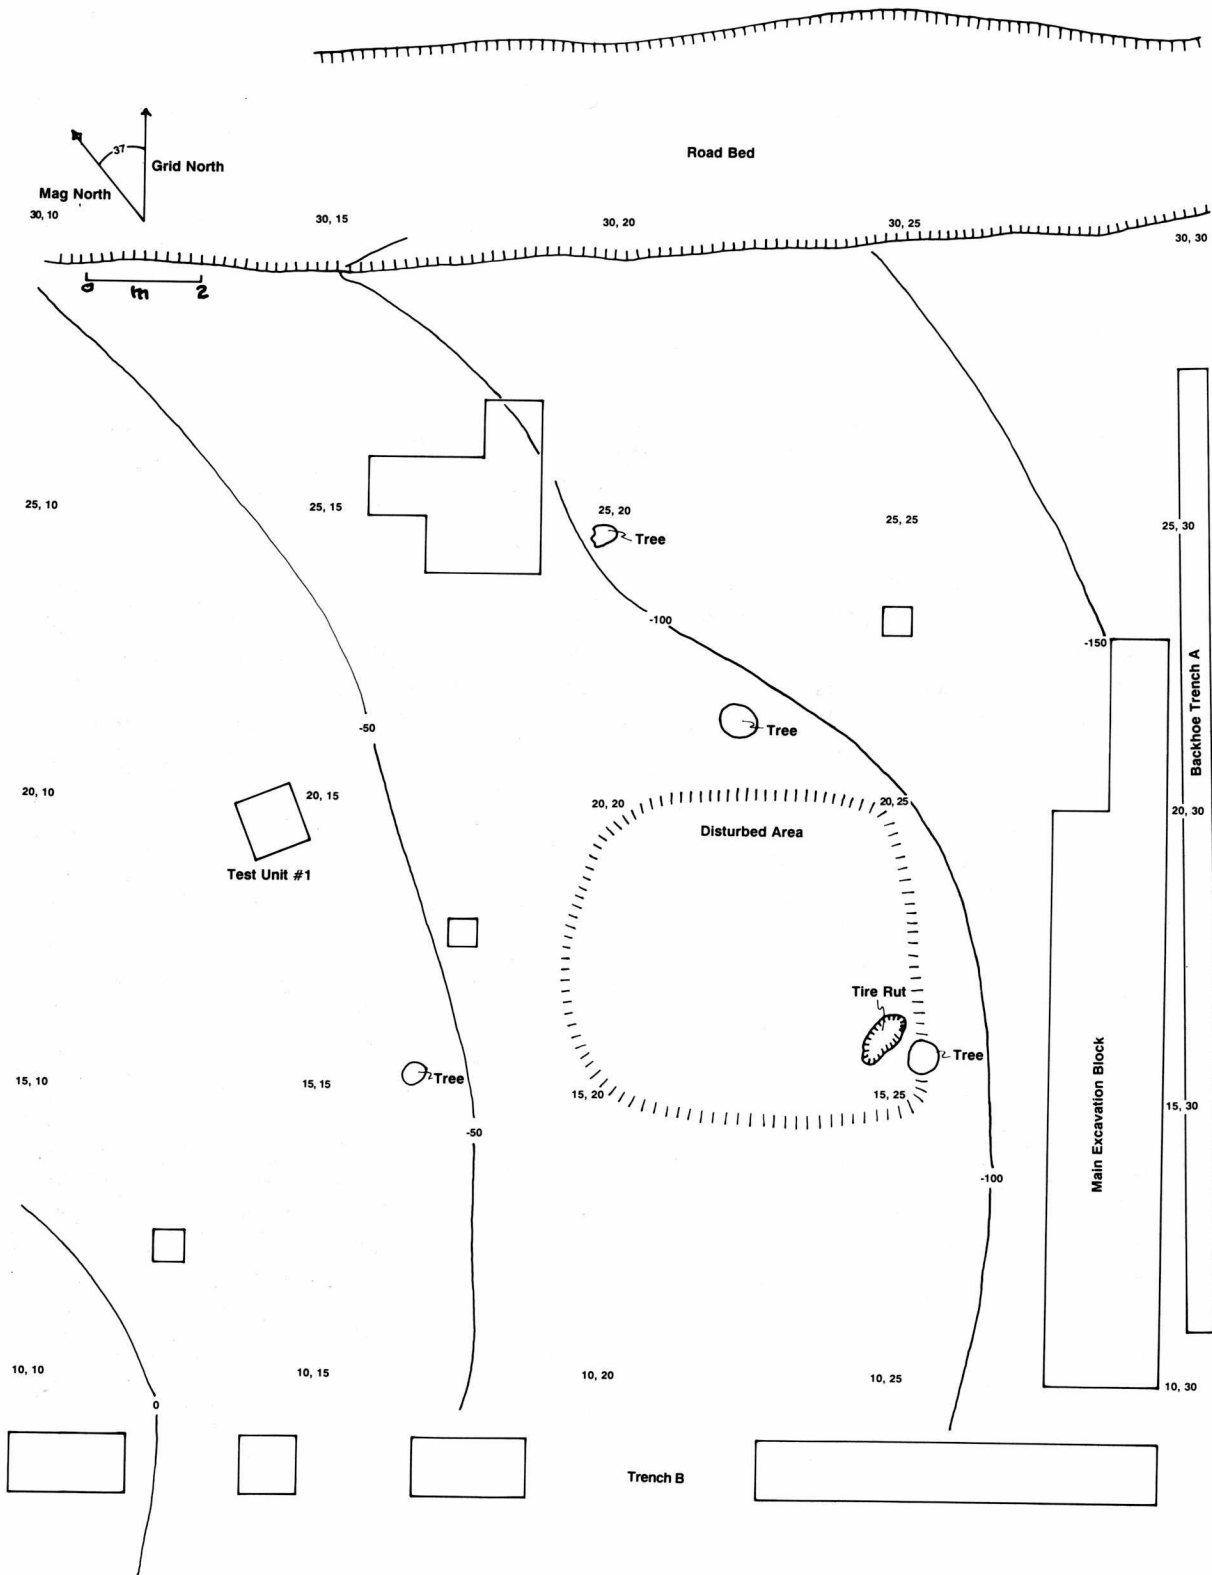 Road Bed
37
Grid North
Mag North
30, 10
30, 15
30, 20
30, 25
30, 30
0 m 2
25, 10
25, 15
25, 20
25, 25
25, 30
Tree
-100
-150
Backhoe Trench A
-50
Tree
20, 10
20, 15
20, 20
20, 25
20, 30
Disturbed Area
Test Unit #1
Tire Rut
Tree
Tree
15, 10
15, 15
15, 20
15, 25
15, 30
Main Excavation Block
-50
-100
10, 10
10, 15
10, 20
10, 25
10, 30
0
Trench B